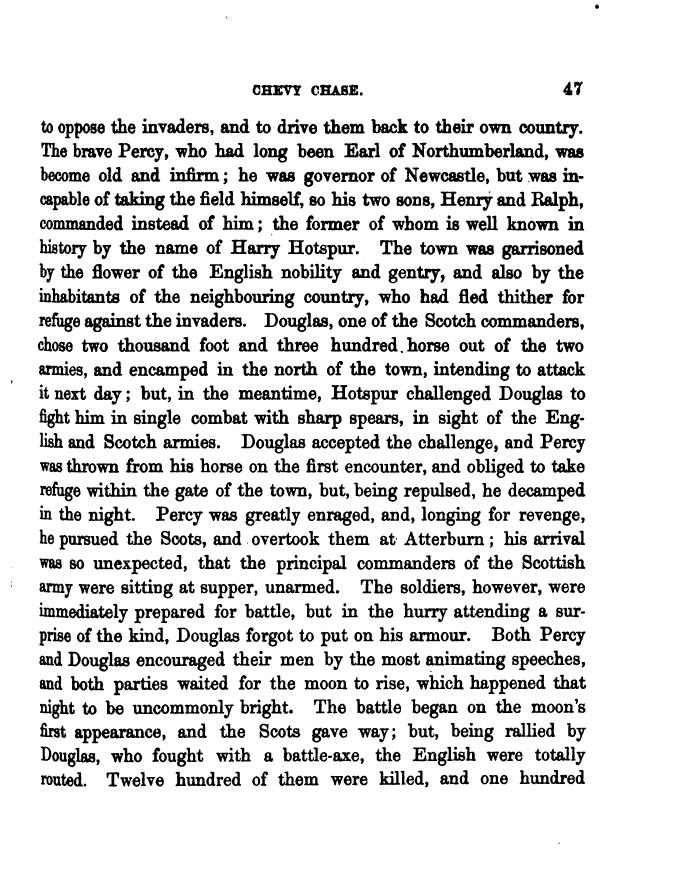 CHEVY CHASE. 47
to oppose the invaders, and to drive them back to their own country.
The brave Percy, who had long been Earl of Northumberland, was
become old and infirm; he was governor of Newcastle, but was in-
capable of taking the field himself, so his two sons, Henry and Ralph,
commanded instead of him; the former of whom is well known in
history by the name of Harry Hotspur. The town was garrisoned
by the flower of the English nobility and gentry, and also by the
inhabitants of the neighbouring country, who had fled thither for
refuge against the invaders. Douglas, one of the Scotch commanders,
chose two thousand foot and three hundred horse out of the two
armies, and encamped in the north of the town, intending to attack
it next day; but, in the meantime, Hotspur challenged Douglas to
fight him in single combat with sharp spears, in sight of the Eng-
lish and Scotch armies. Douglas accepted the challenge, and Percy
was thrown from his horse on the first encounter, and obliged to take
refuge within the gate of the town, but, being repulsed, he decamped
in the night. Percy was greatly enraged, and, longing for revenge,
he pursued the Scots, and overtook them at Atterburn; his arrival
was so unexpected, that the principal commanders of the Scottish
army were sitting at supper, unarmed. The soldiers, however, were
immediately prepared for battle, but in the hurry attending a sur-
prise of the kind, Douglas forgot to put on his armour. Both Percy
and Douglas encouraged their men by the most animating speeches,
and both parties waited for the moon to rise, which happened that
night to be uncommonly bright. The battle began on the moon's
first appearance, and the Scots gave way; but, being rallied by
Douglas, who fought with a battle-axe, the English were totally
routed. Twelve hundred of them were killed, and one hundred